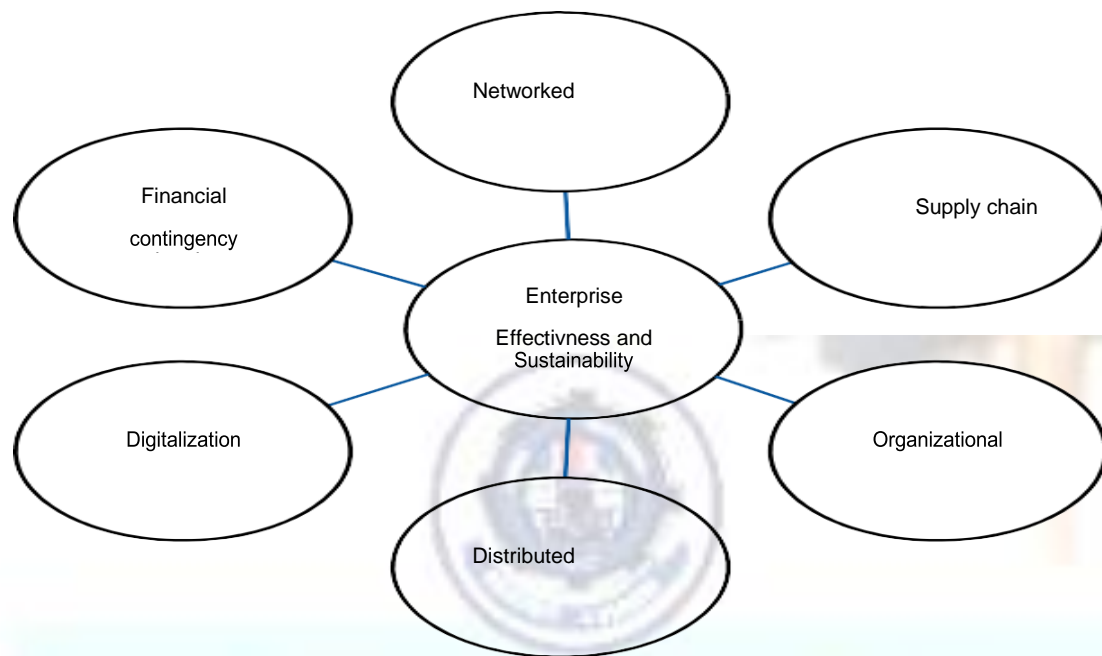 Networked
Financial
contingency
Supply chain
Enterprise
Effectivness and
Sustainability
Digitalization
Organizational
Distributed